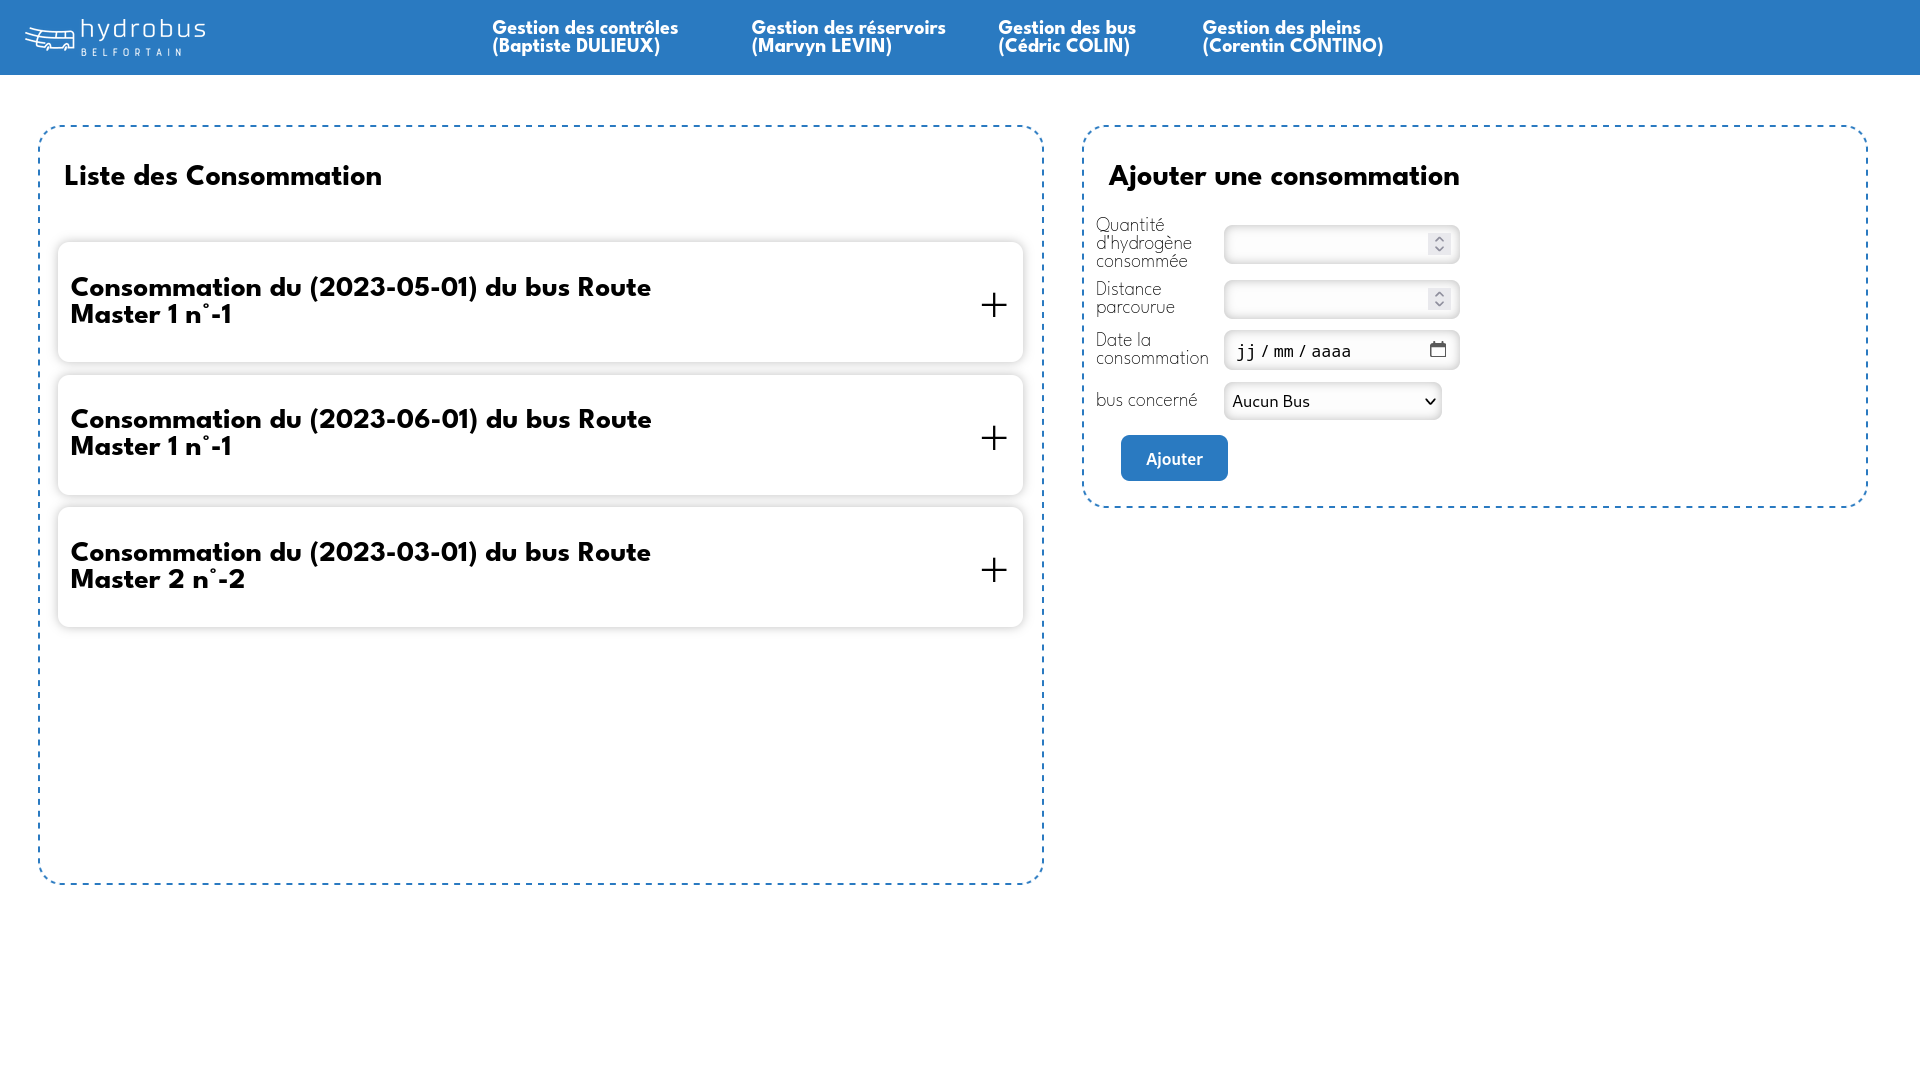 hydrobus
BELFORTAIN
Gestion des contrôles
(Baptiste DULIEUX)
Gestion des réservoirs
(Marvyn LEVIN)
Gestion des bus
(Cédric COLIN)
Gestion des pleins
(Corentin CONTINO)
Liste des Consommation
Consommation du (2023-05-01) du bus Route
Master 1 n°-1
Consommation du (2023-06-01) du bus Route
Master 1 n°-1
Consommation du (2023-03-01) du bus Route
Master 2 n°-2
Ajouter une consommation
Quantité
d'hydrogène
consommée
Distance
parcourue
Date la
consommation
jj / mm / aaaa
bus concerné
Aucun Bus
Ajouter